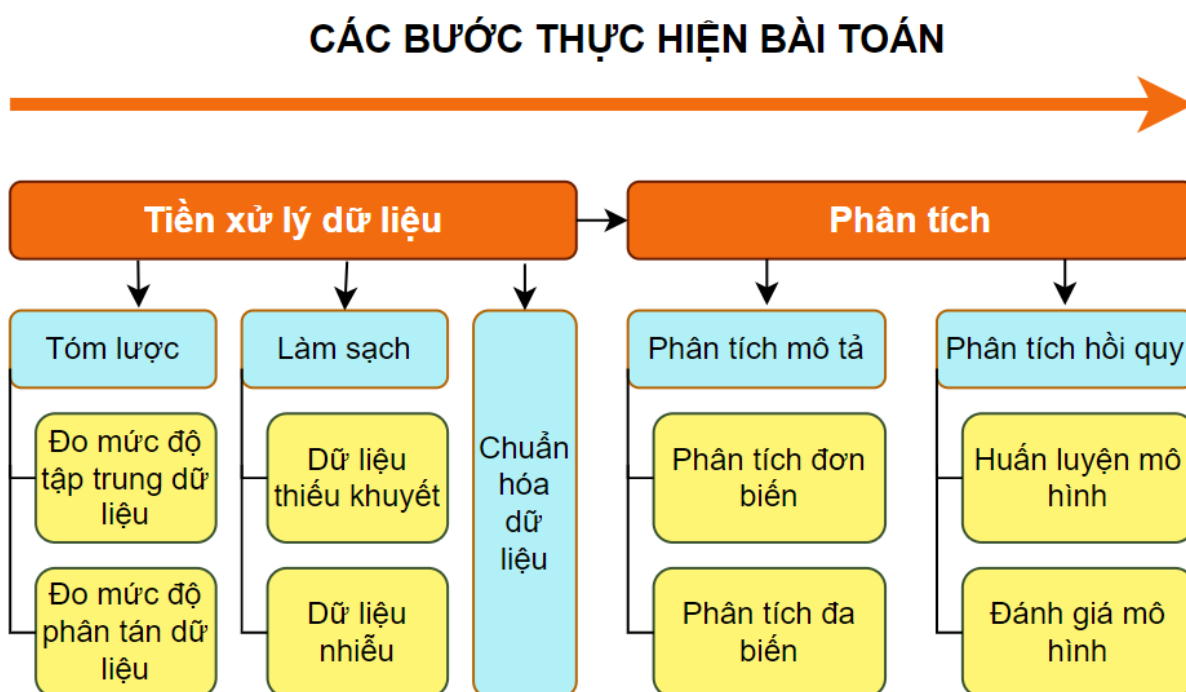 CÁC BƯỚC THỰC HIỆN BÀI TOÁN
Tiền xử lý dữ liệu
Phân tích
Tóm lược
Làm sạch
Chuẩn
hóa
dữ
liệu
Phân tích mô tả
Phân tích hồi quy
Đo mức độ
tập trung dữ
liệu
Dữ liệu
thiếu khuyết
Phân tích đơn
biến
Huấn luyện mô
hình
Đo mức độ
phân tán dữ
liệu
Dữ liệu
nhiễu
Phân tích đa
biến
Đánh giá mô
hình